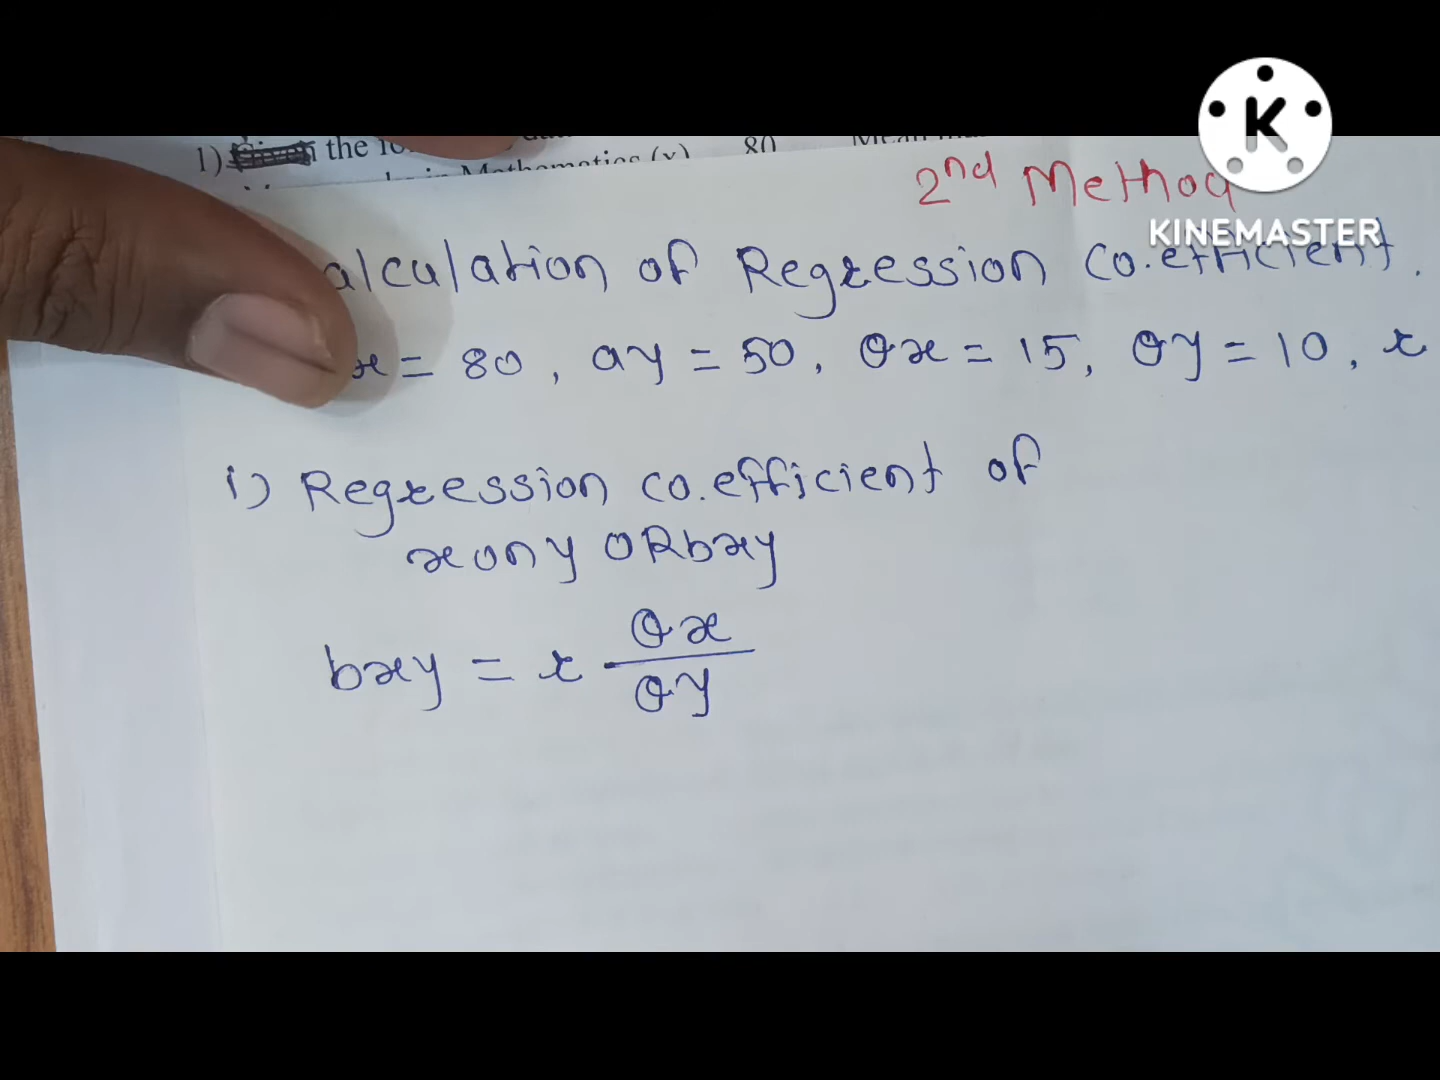 1) the
80
2nd Method
KINEMASTER
alculation of Regression co.efficient.
x = 80, ay = 50, σx = 15, σy = 10, r
i) Regression co.efficient of
x on y OR bxy
bxy = r σx/σy